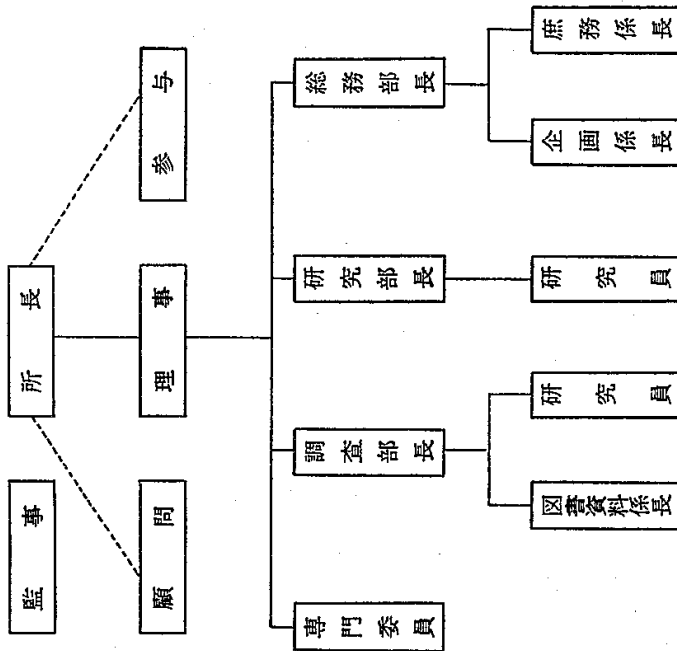 監事
所長
顧問
理事
参与
専門委員
調査部長
研究部長
総務部長
図書資料係長
研究員
研究員
企画係長
庶務係長